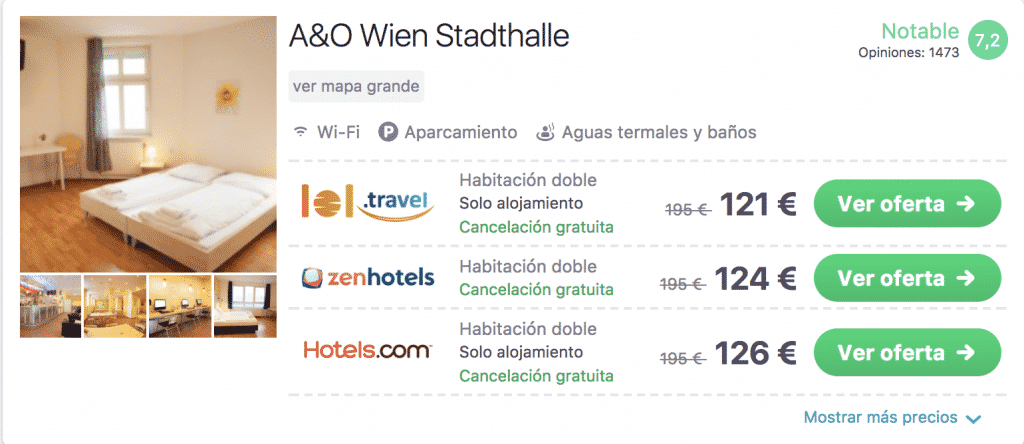 A&O Wien Stadthalle
Notable
7,2
Opiniones: 1473
ver mapa grande
Wi-Fi
P Aparcamiento
Aguas termales y baños
101.travel
Habitación doble
Solo alojamiento
Cancelación gratuita
195 € 121 €
Ver oferta →
zenhotels
Habitación doble
Cancelación gratuita
195 € 124 €
Ver oferta →
Hotels.com
Habitación doble
Solo alojamiento
Cancelación gratuita
195 € 126 €
Ver oferta →
Mostrar más precios